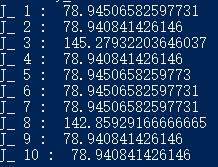 J_ 1 :  78.94506582597731
J_ 2 :  78.940841426146
J_ 3 :  145.27932203646037
J_ 4 :  78.940841426146
J_ 5 :  78.9450658259773
J_ 6 :  78.94506582597731
J_ 7 :  78.94506582597731
J_ 8 :  142.85929166666665
J_ 9 :  78.940841426146
J_ 10 :  78.940841426146